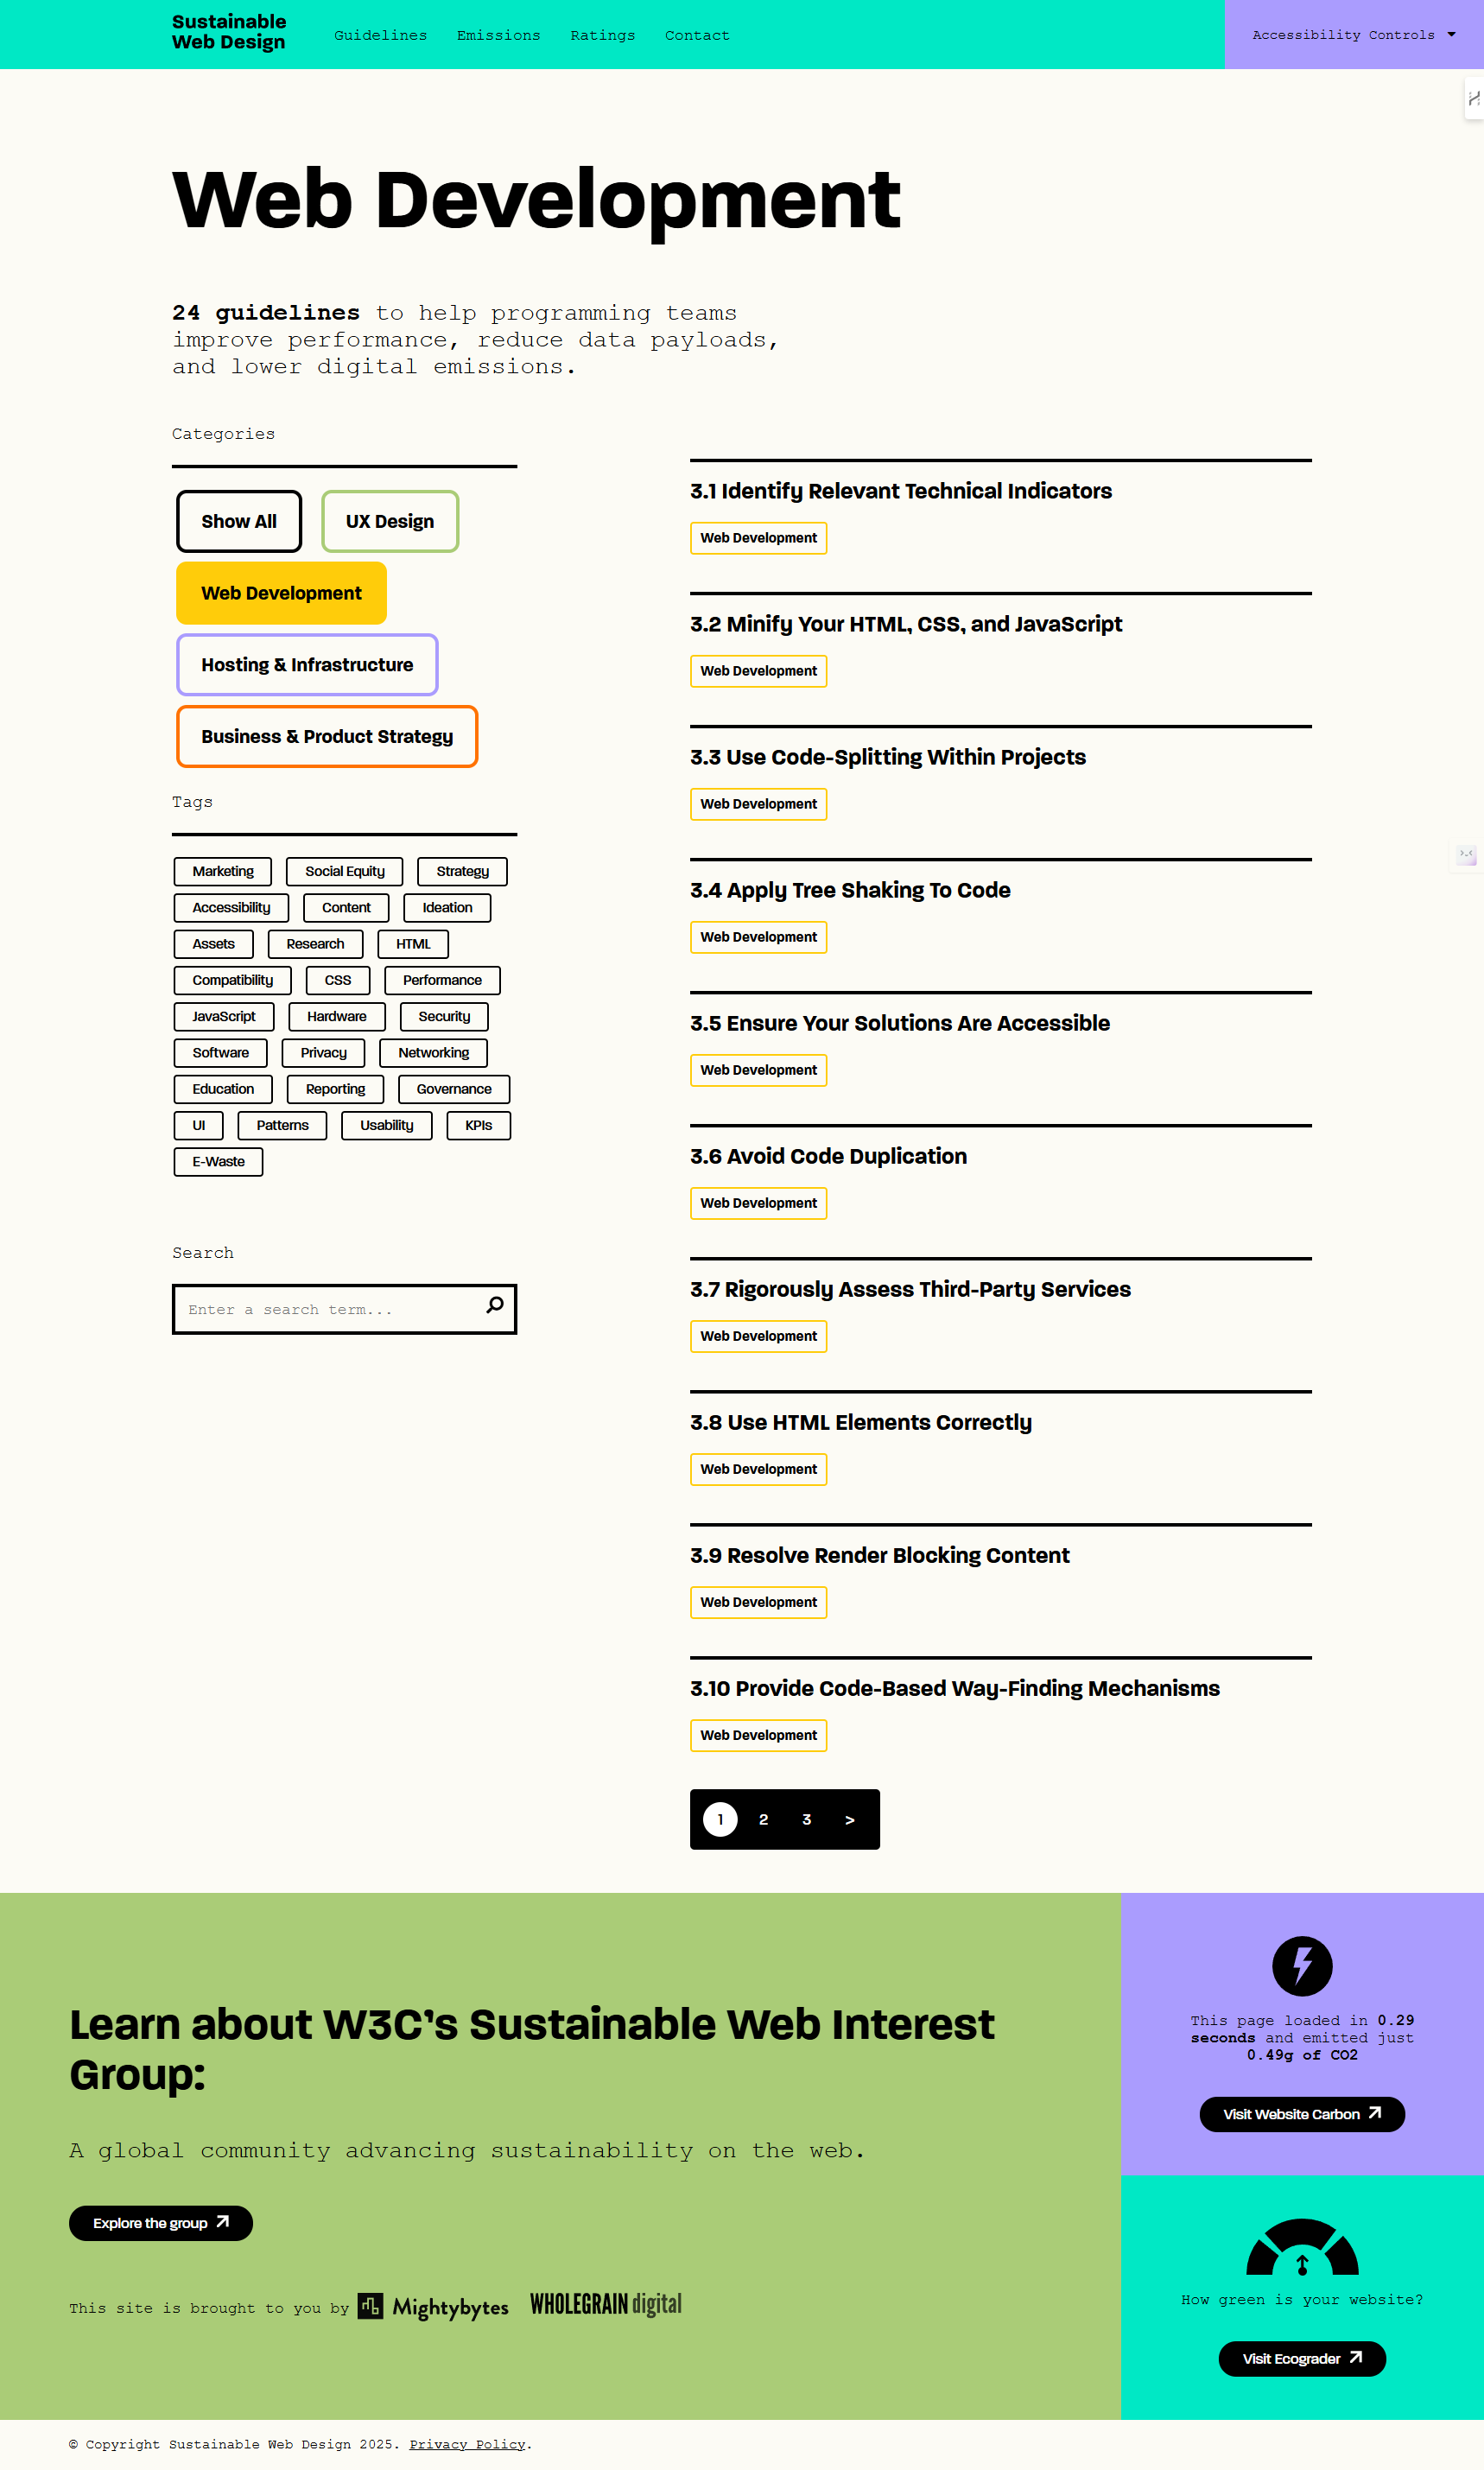 Sustainable
Web Design
Guidelines Emissions Ratings Contact
Accessibility Controls
Web Development
24 guidelines to help programming teams
improve performance, reduce data payloads,
and lower digital emissions.
Categories
Show All UX Design
Web Development
Hosting & Infrastructure
Business & Product Strategy
Tags
Marketing Social Equity Strategy
Accessibility Content Ideation
Assets Research HTML
Compatibility CSS Performance
JavaScript Hardware Security
Software Privacy Networking
Education Reporting Governance
UI Patterns Usability KPIs
E-Waste
Search
Enter a search term...
3.1 Identify Relevant Technical Indicators
Web Development
3.2 Minify Your HTML, CSS, and JavaScript
Web Development
3.3 Use Code-Splitting Within Projects
Web Development
3.4 Apply Tree Shaking To Code
Web Development
3.5 Ensure Your Solutions Are Accessible
Web Development
3.6 Avoid Code Duplication
Web Development
3.7 Rigorously Assess Third-Party Services
Web Development
3.8 Use HTML Elements Correctly
Web Development
3.9 Resolve Render Blocking Content
Web Development
3.10 Provide Code-Based Way-Finding Mechanisms
Web Development
1 2 3 >
Learn about W3C’s Sustainable Web Interest
Group:
A global community advancing sustainability on the web.
Explore the group
This site is brought to you by Mightybytes WHOLEGRAIN digital
This page loaded in 0.29
seconds and emitted just
0.49g of CO2
Visit Website Carbon
How green is your website?
Visit Ecograder
© Copyright Sustainable Web Design 2025. Privacy Policy.